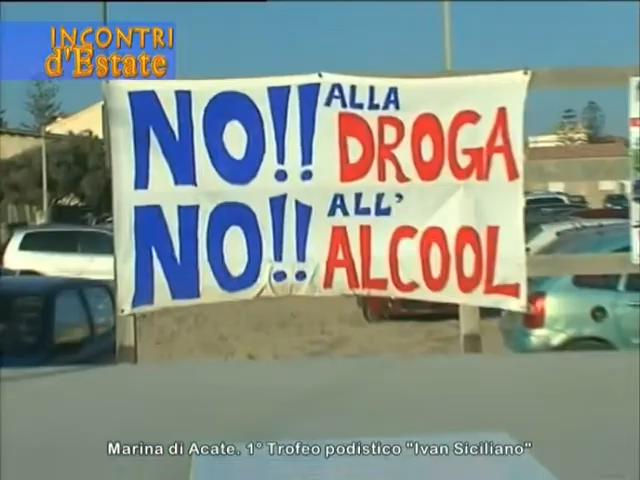 INCONTRI
d'Estate
NO!! ALLA DROGA
NO!! ALL' ALCOOL
Marina di Acate. 1° Trofeo podistico "Ivan Siciliano"